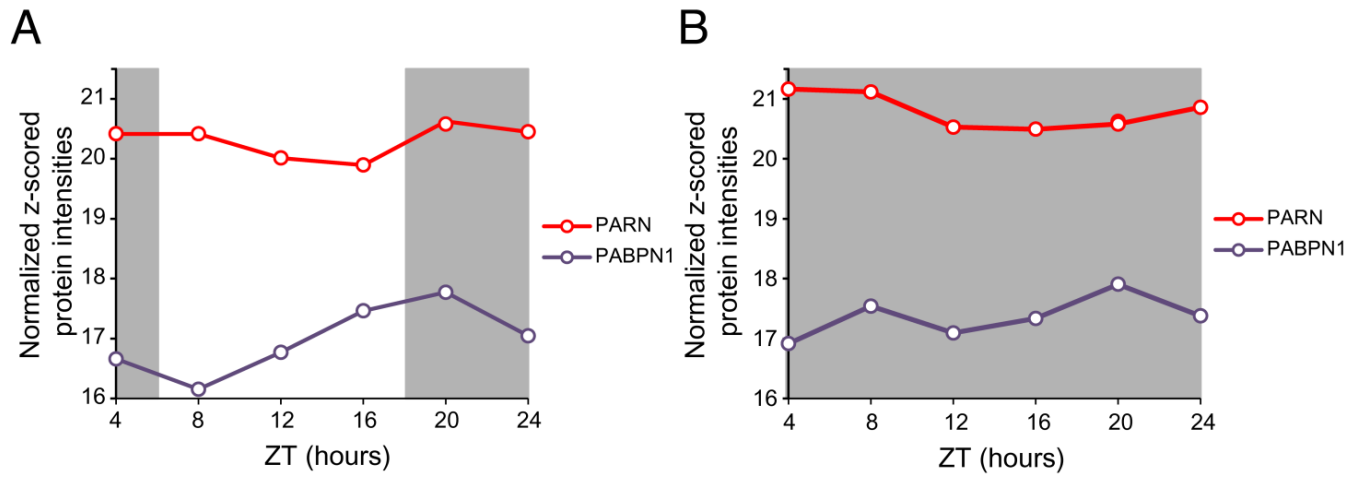 A
Normalized z-scored
protein intensities
21
20
19
18
17
16
4 8 12 16 20 24
ZT (hours)
PARN
PABPN1
B
Normalized z-scored
protein intensities
21
20
19
18
17
16
4 8 12 16 20 24
ZT (hours)
PARN
PABPN1